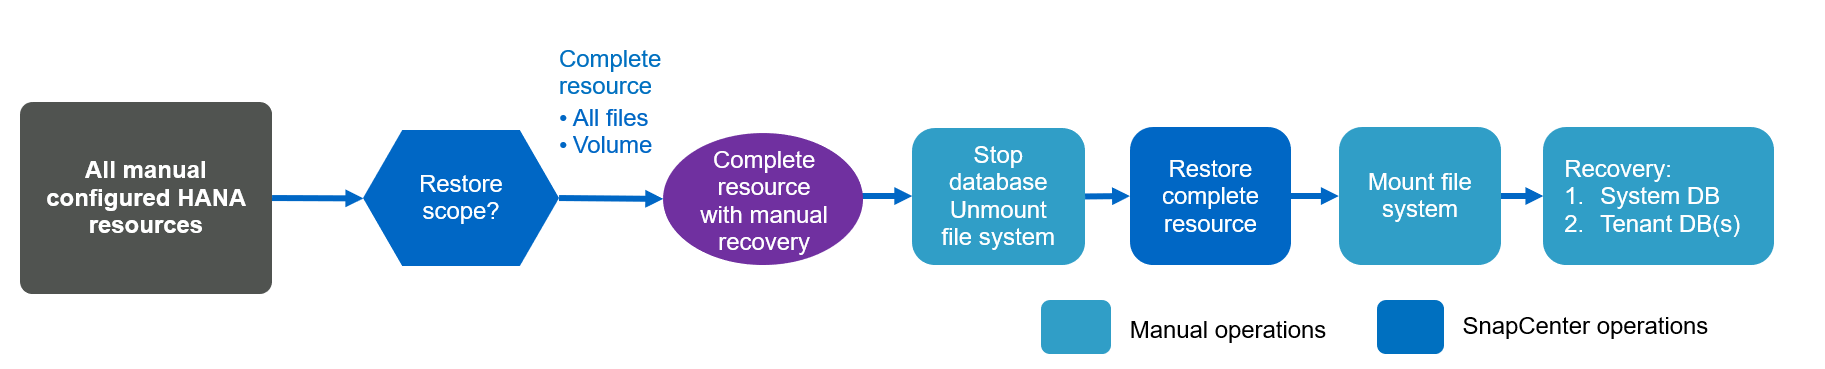 All manual
configured HANA
resources
Restore
scope?
Complete
resource
• All files
• Volume
Complete
resource
with manual
recovery
Stop
database
Unmount
file system
Restore
complete
resource
Mount file
system
Recovery:
1. System DB
2. Tenant DB(s)
Manual operations
SnapCenter operations